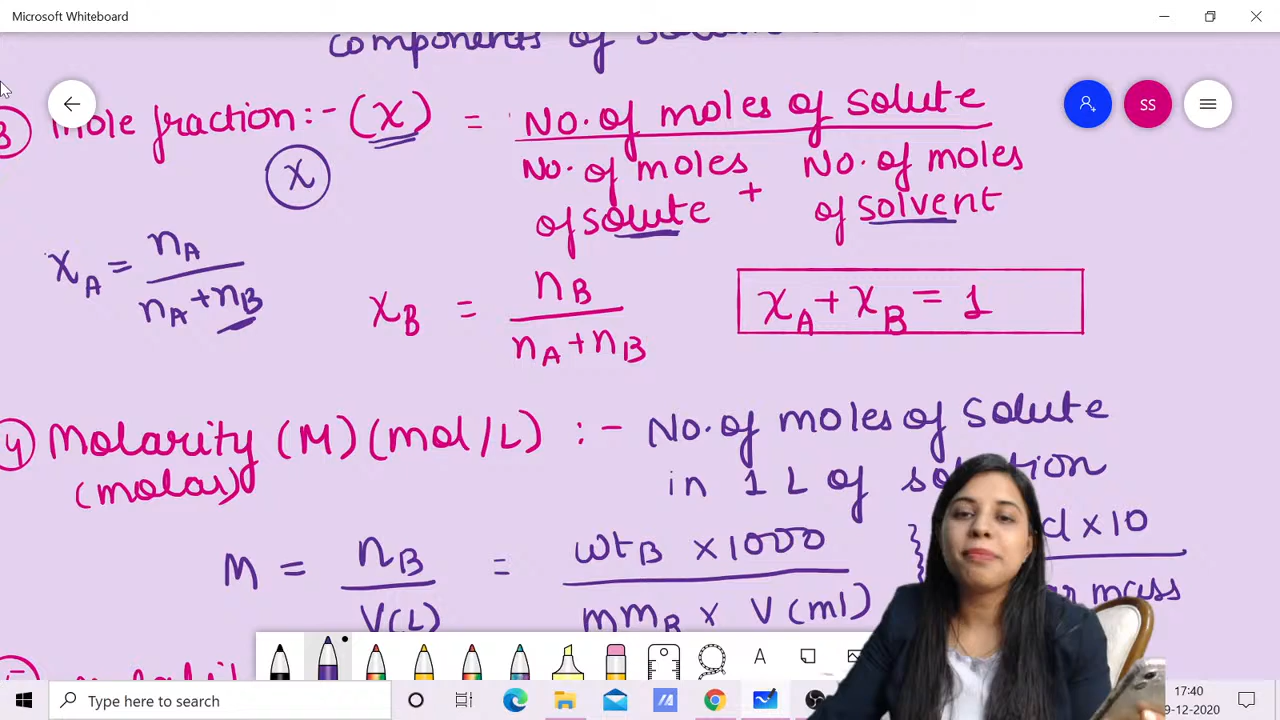 Microsoft Whiteboard
components of
SS
3 Mole fraction :- (x) = No. of moles of solute
No. of moles of solute + No. of moles of solvent
x
xA = nA
nA + nB
xB = nB
nA + nB
xA + xB = 1
4 Molarity (M) (mol/L) :- No. of moles of solute
(molar) in 1 L of solution
M = nB = wtB x 1000
V(L) mmB x V(ml)
d x 10
mass
A
Type here to search
17:40
9-12-2020